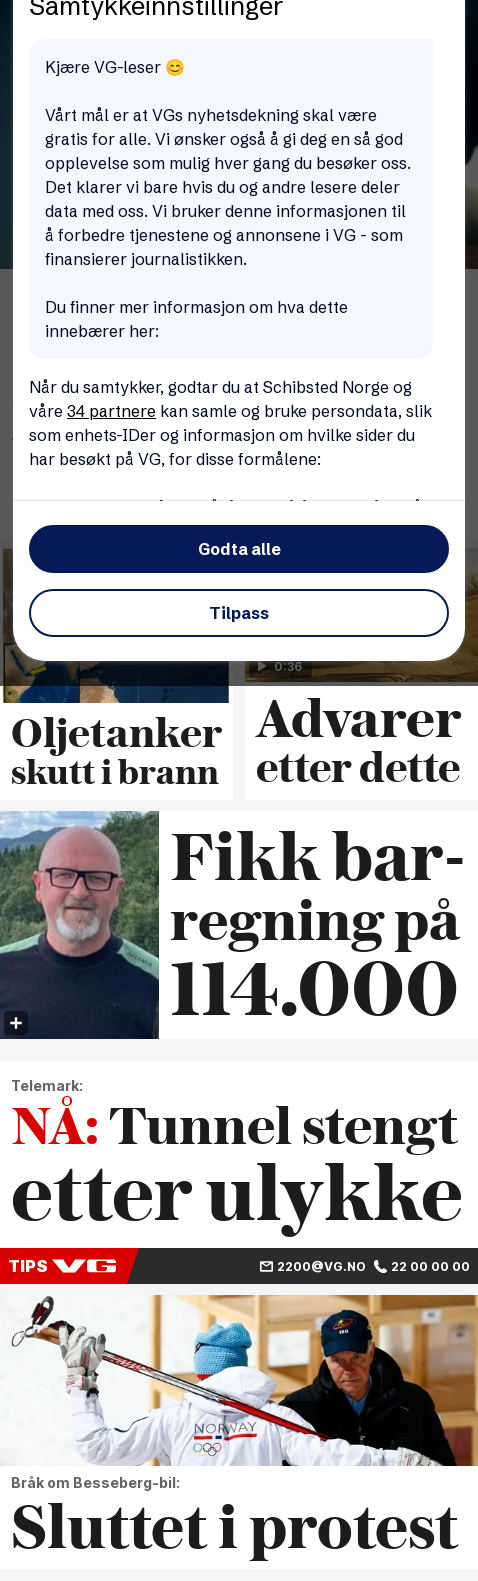 Samtykkeinnstillinger
Kjære VG-leser 😊
Vårt mål er at VGs nyhetsdekning skal være
gratis for alle. Vi ønsker også å gi deg en så god
opplevelse som mulig hver gang du besøker oss.
Det klarer vi bare hvis du og andre lesere deler
data med oss. Vi bruker denne informasjonen til
å forbedre tjenestene og annonsene i VG - som
finansierer journalistikken.
Du finner mer informasjon om hva dette
innebærer her:
Når du samtykker, godtar du at Schibsted Norge og
våre 34 partnere kan samle og bruke persondata, slik
som enhets-IDer og informasjon om hvilke sider du
har besøkt på VG, for disse formålene:
Godta alle
Tilpass
0:36
Oljetanker
skutt i brann
Advarer
etter dette
Fikk bar-
regning på
114.000
Telemark:
NÅ: Tunnel stengt
etter ulykke
TIPS VG
2200@VG.NO 22 00 00 00
NORWAY
Bråk om Besseberg-bil:
Sluttet i protest